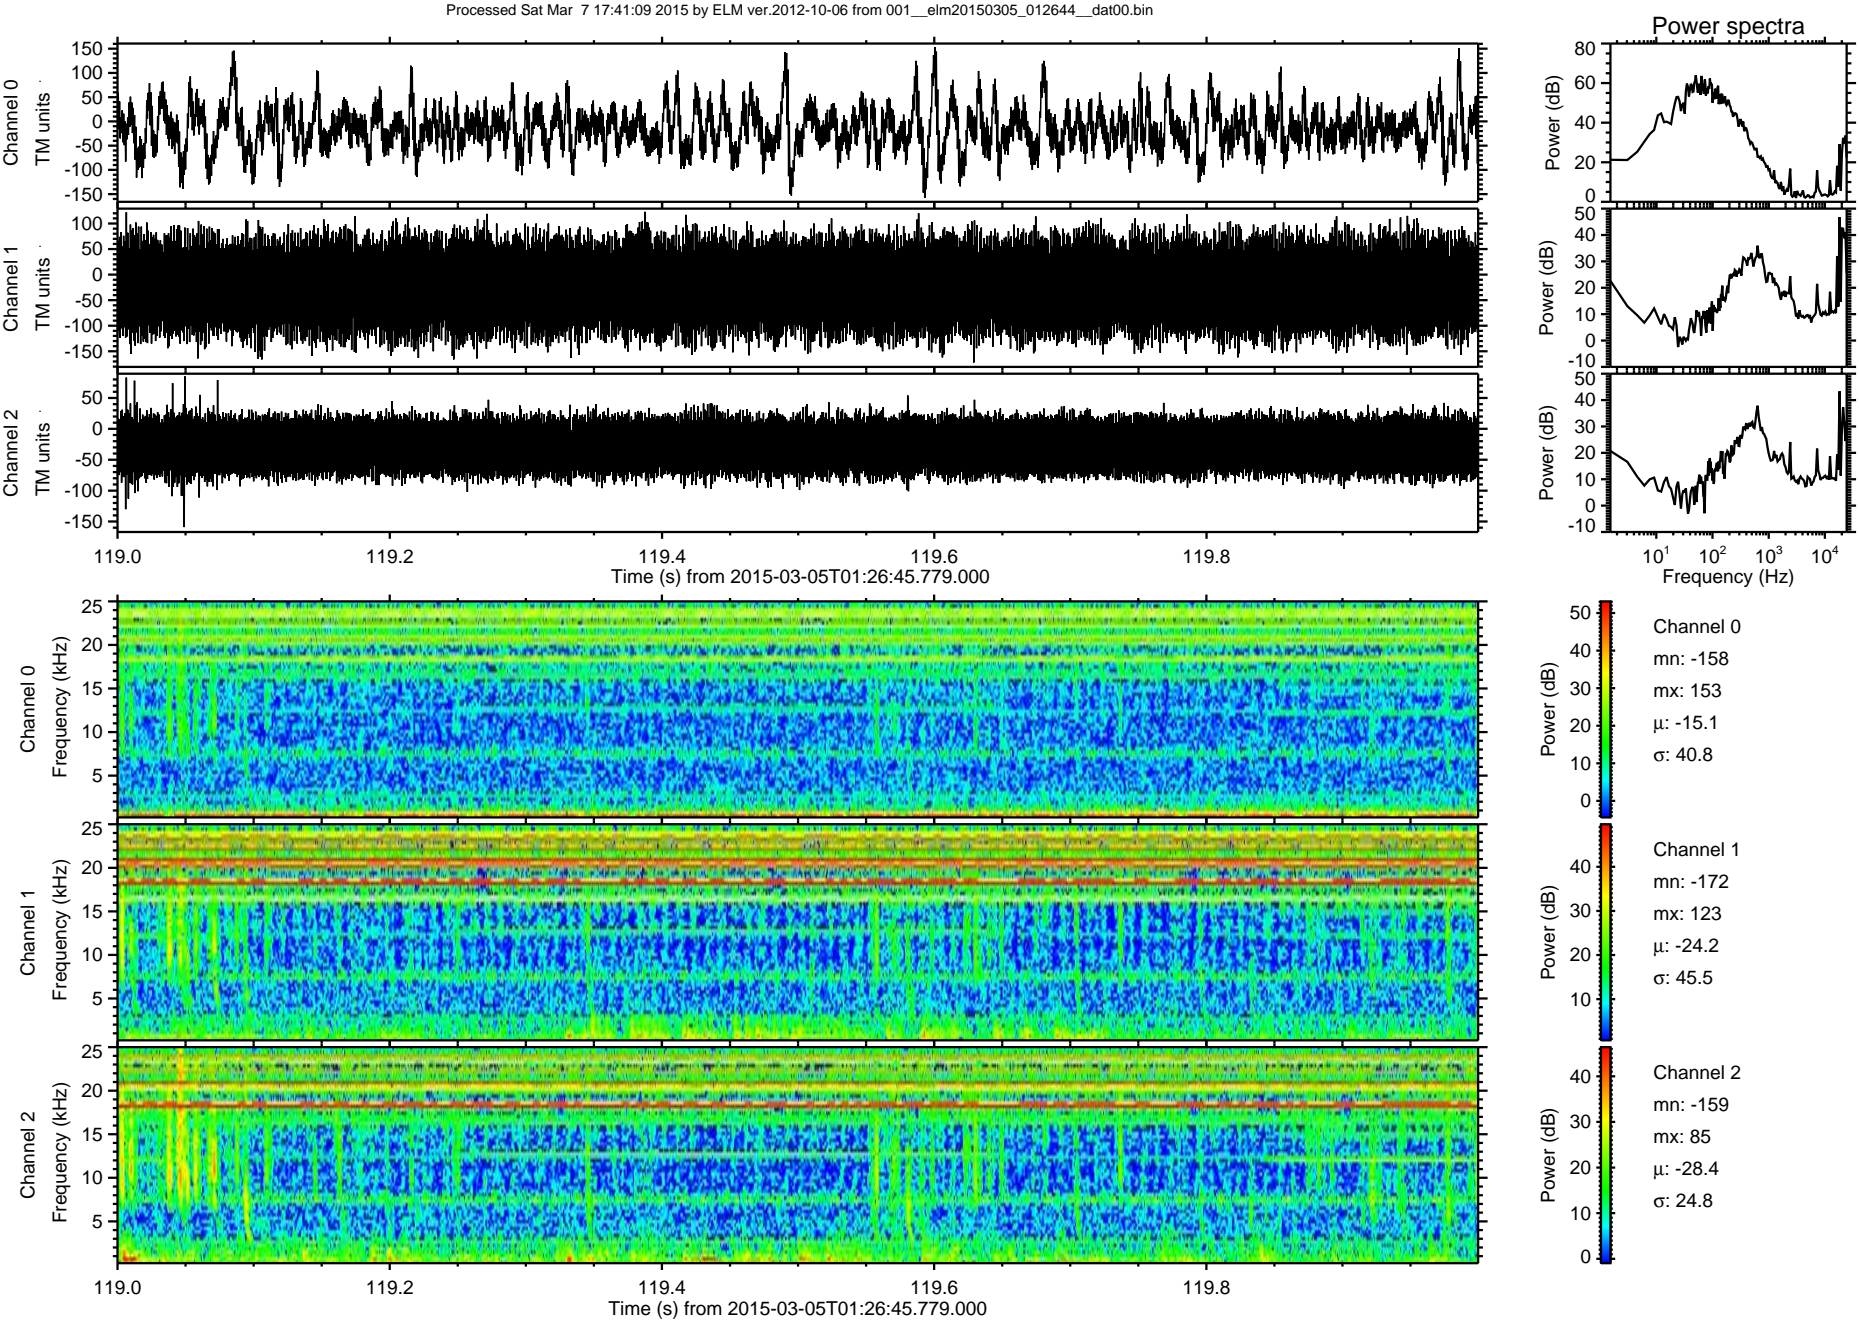 Processed Sat Mar 7 17:41:09 2015 by ELM ver.2012-10-06 from 001__elm20150305_012644__dat00.bin
Power spectra
Channel 0
TM units
150
100
50
0
-50
-100
-150
Power (dB)
80
60
40
20
0
Channel 1
TM units
100
50
0
-50
-100
-150
Power (dB)
50
40
30
20
10
0
-10
Channel 2
TM units
50
0
-50
-100
-150
Power (dB)
50
40
30
20
10
0
-10
119.0 119.2 119.4 119.6 119.8
Time (s) from 2015-03-05T01:26:45.779.000
10¹ 10² 10³ 10⁴
Frequency (Hz)
Channel 0
Frequency (kHz)
25
20
15
10
5
Power (dB)
50
40
30
20
10
0
Channel 0
mn: -158
mx: 153
μ: -15.1
σ: 40.8
Channel 1
Frequency (kHz)
25
20
15
10
5
Power (dB)
40
30
20
10
Channel 1
mn: -172
mx: 123
μ: -24.2
σ: 45.5
Channel 2
Frequency (kHz)
25
20
15
10
5
Power (dB)
40
30
20
10
0
Channel 2
mn: -159
mx: 85
μ: -28.4
σ: 24.8
119.0 119.2 119.4 119.6 119.8
Time (s) from 2015-03-05T01:26:45.779.000